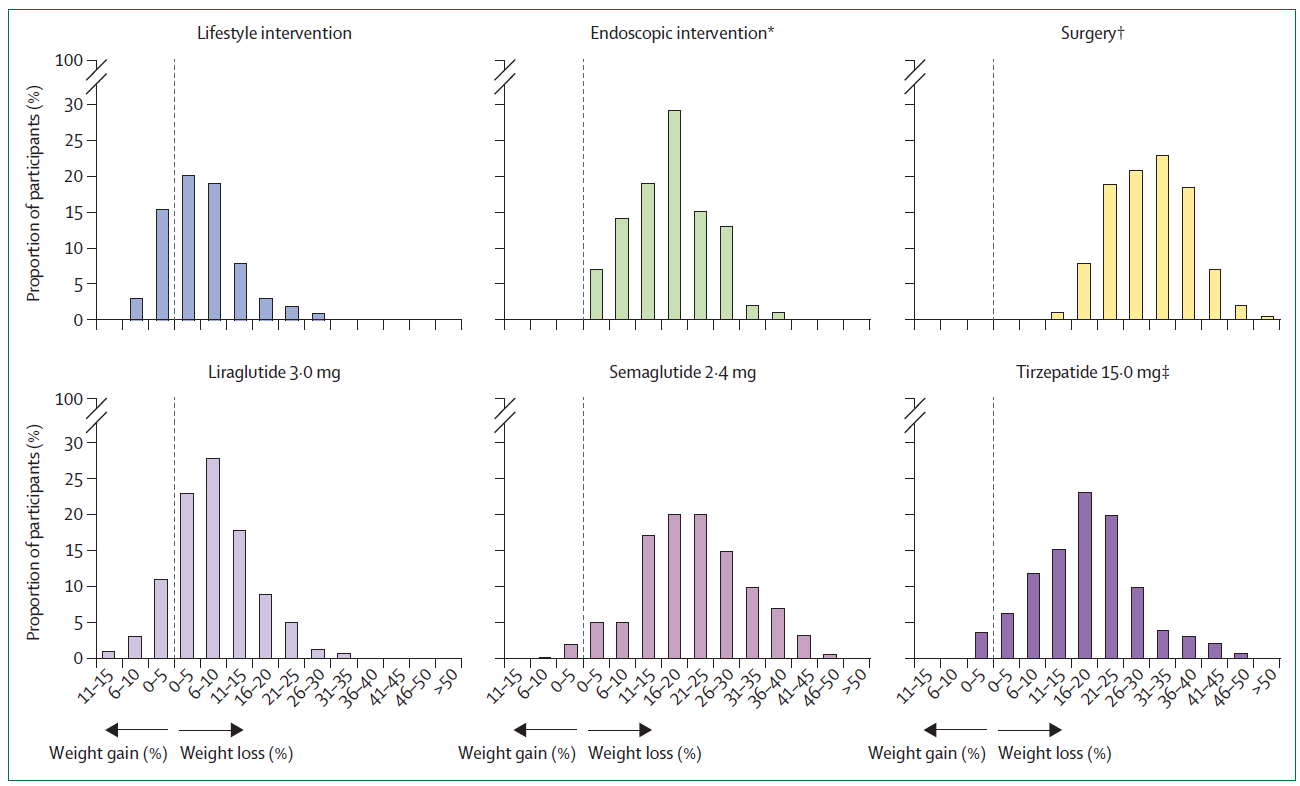 Lifestyle intervention
Endoscopic intervention*
Surgery†
Proportion of participants (%)
100
30
25
20
15
10
5
0
Liraglutide 3·0 mg
Semaglutide 2·4 mg
Tirzepatide 15·0 mg‡
Proportion of participants (%)
100
30
25
20
15
10
5
0
11–15 6–10 0–5 0–5 6–10 11–15 16–20 21–25 26–30 31–35 36–40 41–45 46–50 >50
11–15 6–10 0–5 0–5 6–10 11–15 16–20 21–25 26–30 31–35 36–40 41–45 46–50 >50
11–15 6–10 0–5 0–5 6–10 11–15 16–20 21–25 26–30 31–35 36–40 41–45 46–50 >50
Weight gain (%) Weight loss (%)
Weight gain (%) Weight loss (%)
Weight gain (%) Weight loss (%)